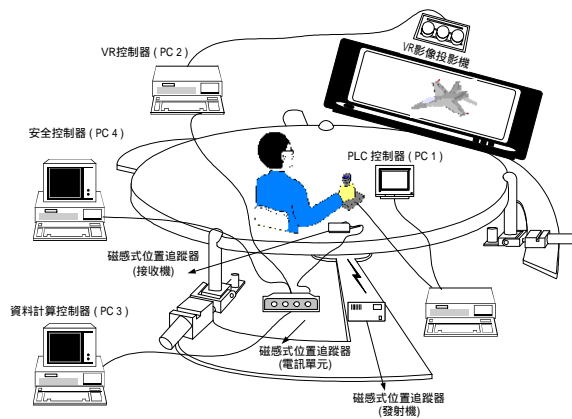 VR控制器 ( PC 2 )
VR影像投影機
安全控制器 ( PC 4 )
PLC 控制器 ( PC 1 )
磁感式位置追蹤器
(接收機)
資料計算控制器 ( PC 3 )
磁感式位置追蹤器
(電訊單元)
磁感式位置追蹤器
(發射機)